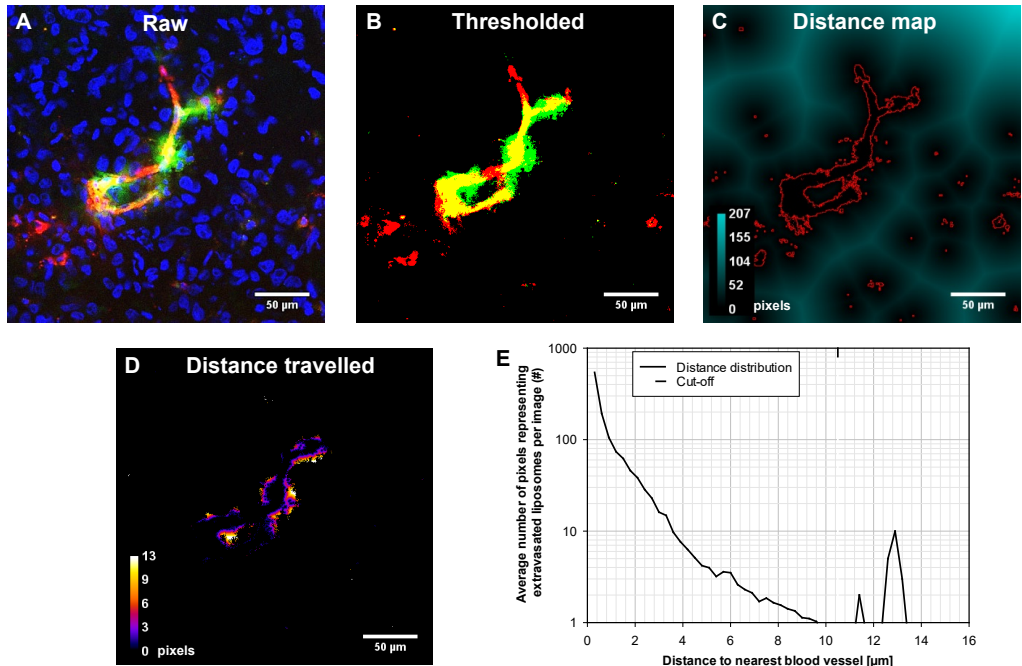 A
Raw
50 µm
B
Thresholded
50 µm
C
Distance map
207
155
104
52
0
pixels
50 µm
D
Distance travelled
13
9
6
3
0
pixels
50 µm
E
Average number of pixels representing
extravasated liposomes per image (#)
1000
100
10
1
Distance distribution
Cut-off
0 2 4 6 8 10 12 14 16
Distance to nearest blood vessel [µm]